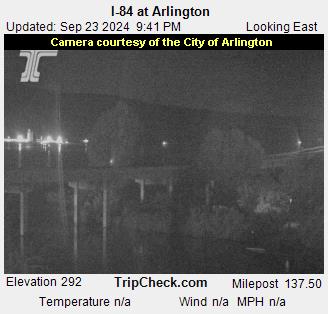 I-84 at Arlington
Updated: Sep 23 2024 9:41 PM Looking East
Camera courtesy of the City of Arlington
Elevation 292 TripCheck.com Milepost 137.50
Temperature n/a Wind n/a MPH n/a